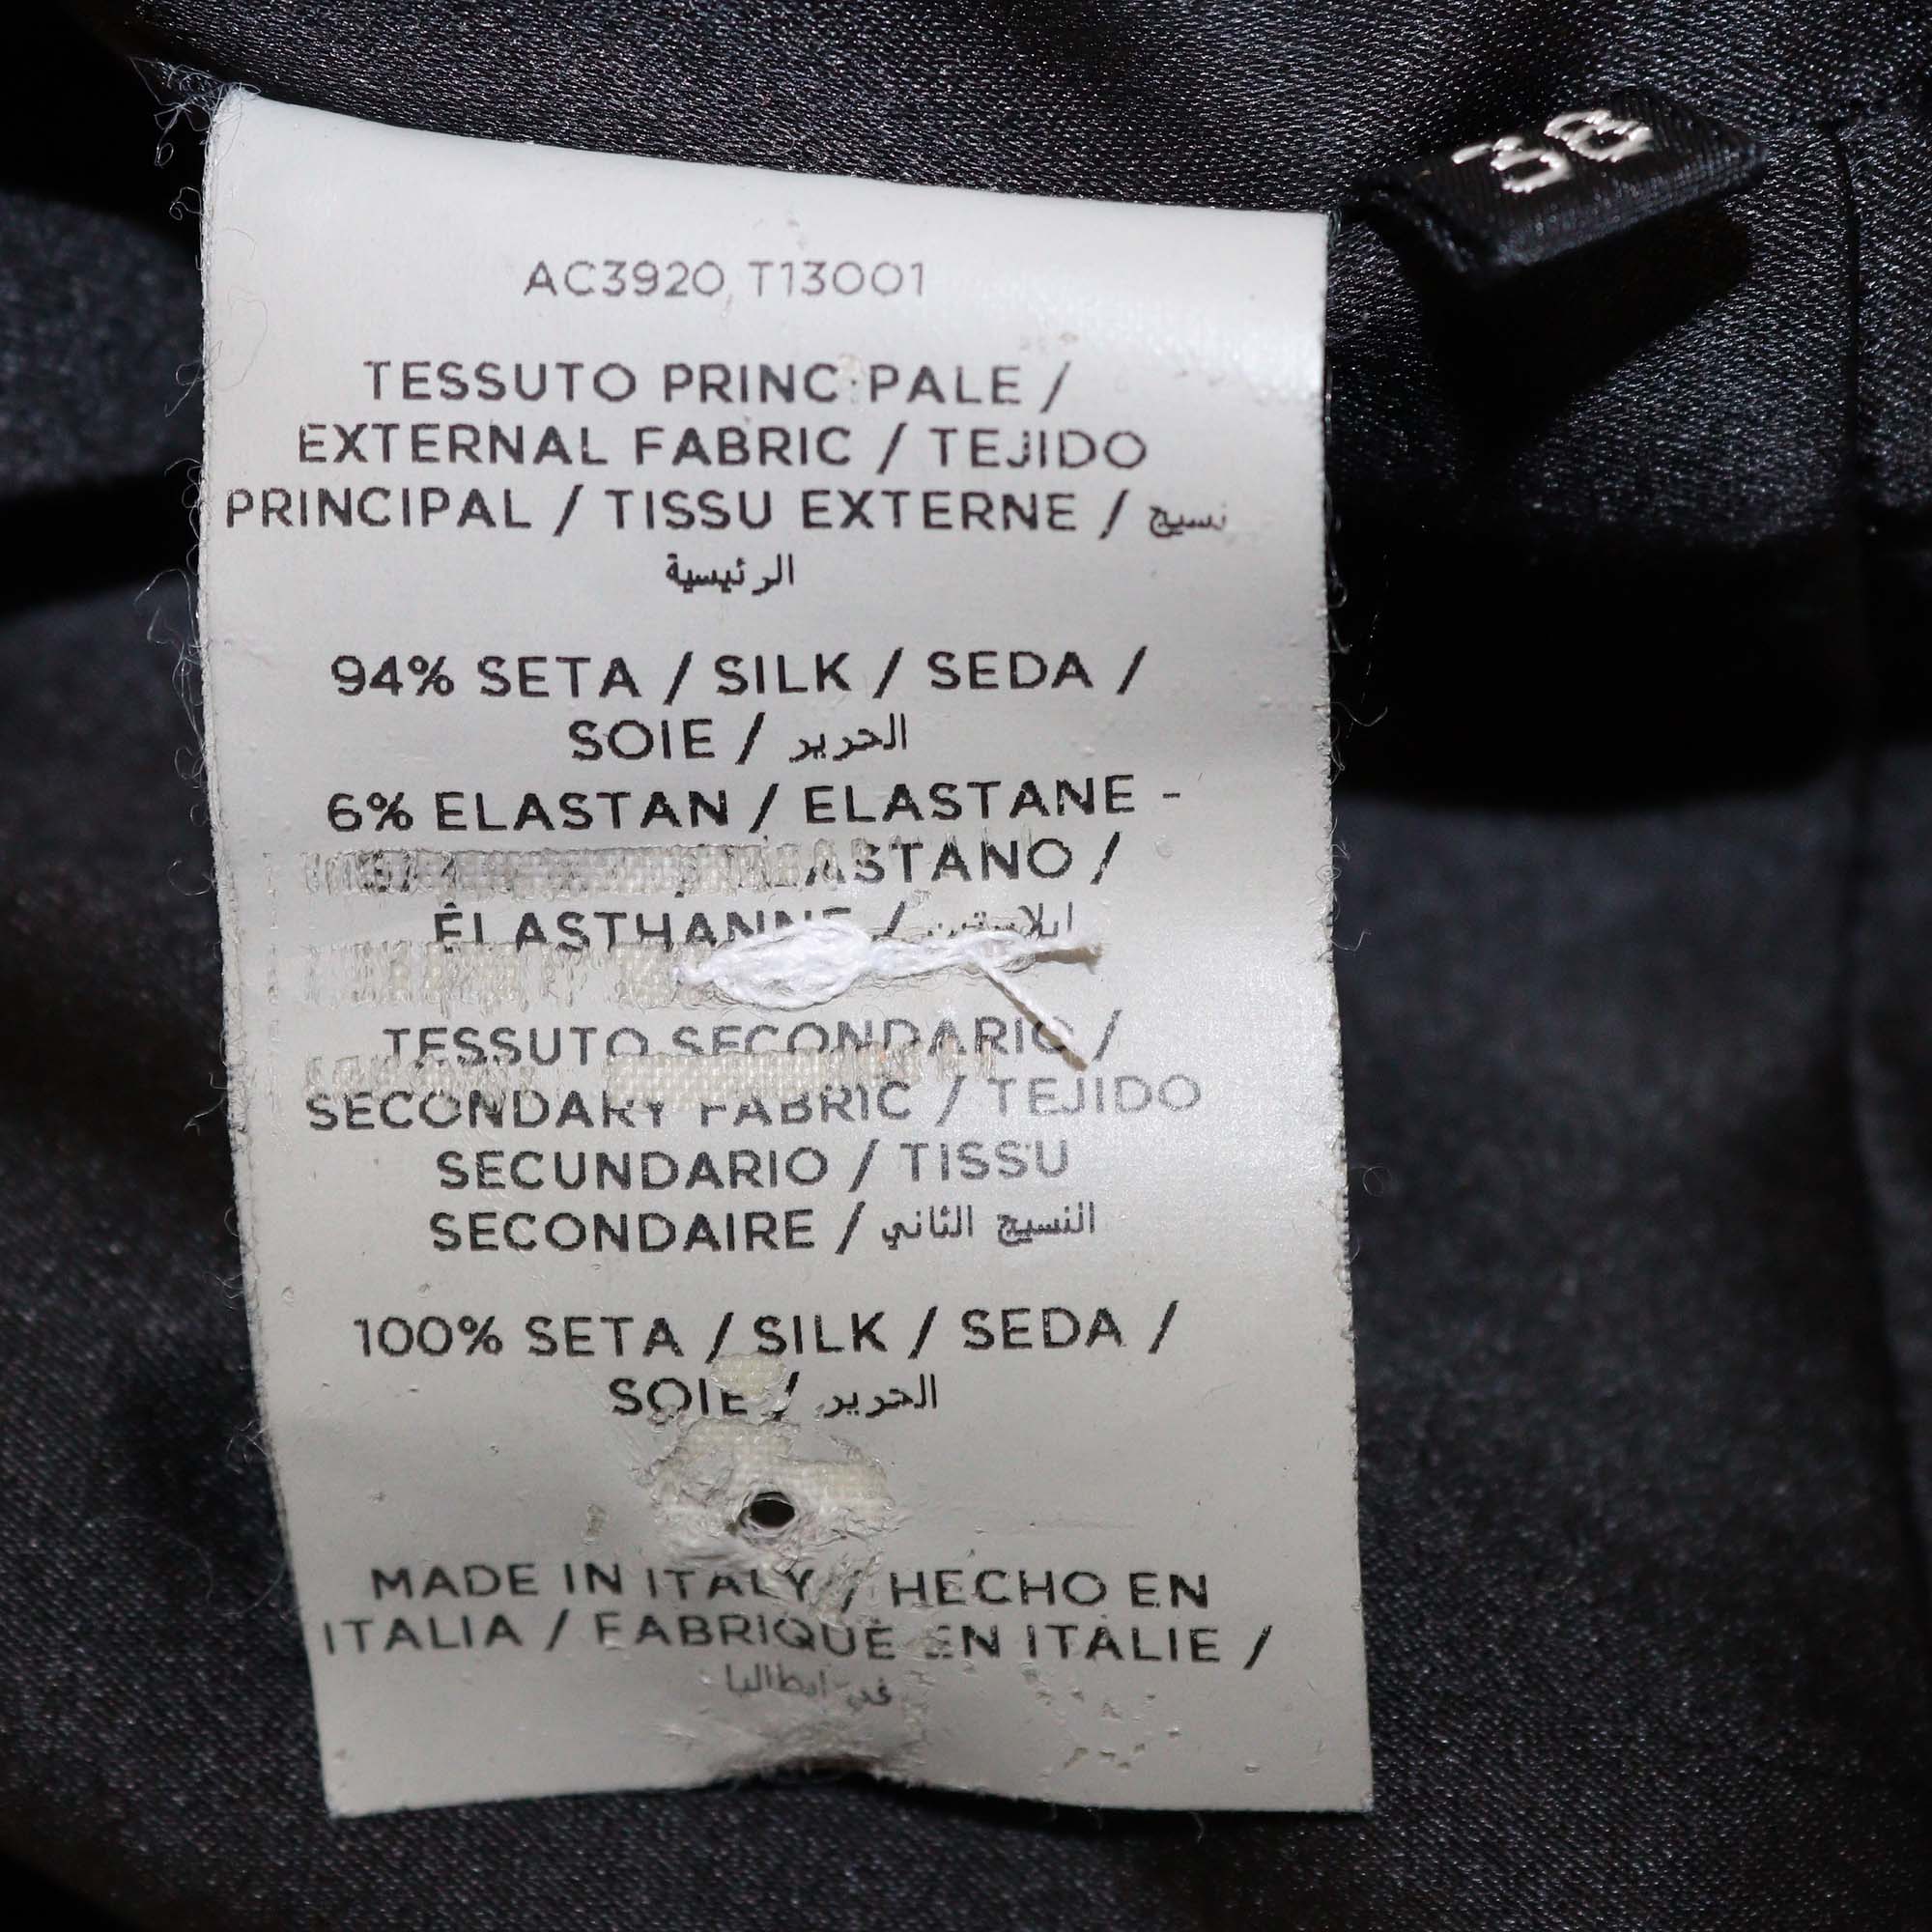 38
AC3920 T13001
TESSUTO PRINCIPALE /
EXTERNAL FABRIC / TEJIDO
PRINCIPAL / TISSU EXTERNE / نسيج
الرئيسية
94% SETA / SILK / SEDA /
SOIE / الحرير
6% ELASTAN / ELASTANE -
/ ELASTANO /
ÉLASTHANNE /
TESSUTO SECONDARIO /
SECONDARY FABRIC / TEJIDO
SECUNDARIO / TISSU
SECONDAIRE / النسيج الثاني
100% SETA / SILK / SEDA /
SOIE / الحرير
MADE IN ITALY / HECHO EN
ITALIA / FABRIQUÉ EN ITALIE /
في ايطاليا